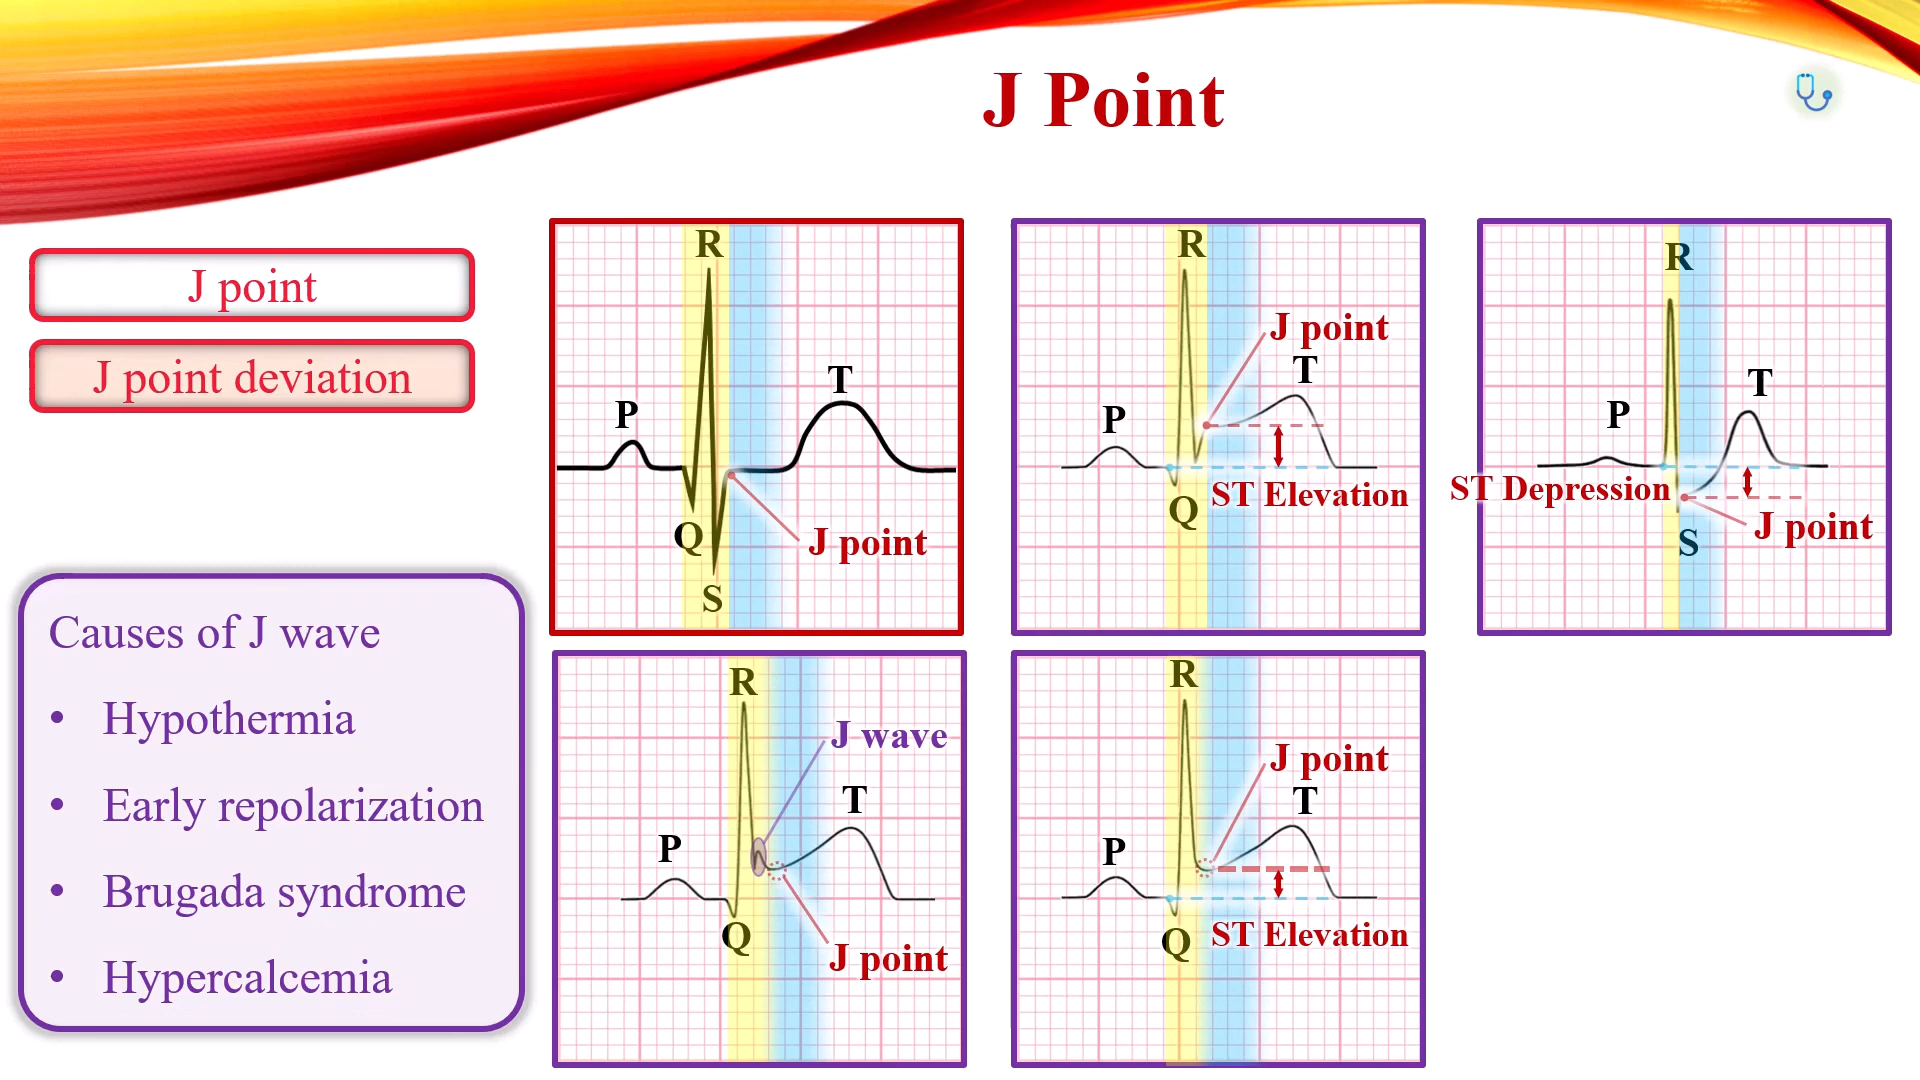 J Point
J point
J point deviation
Causes of J wave
• Hypothermia
• Early repolarization
• Brugada syndrome
• Hypercalcemia
R
P
T
Q
S
J point
R
J point
T
P
Q
ST Elevation
R
T
P
ST Depression
J point
S
R
J wave
T
P
Q
J point
R
J point
T
P
Q
ST Elevation